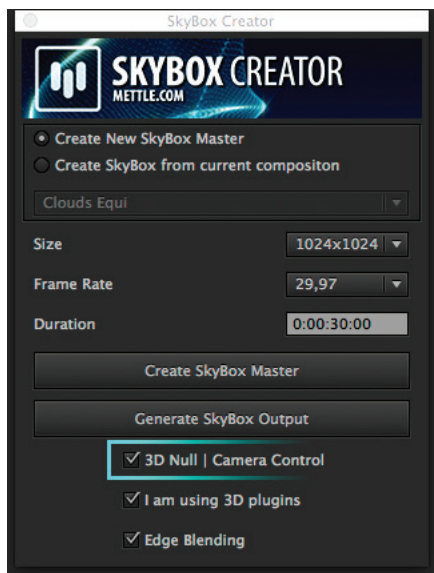 SkyBox Creator
SKYBOX CREATOR
METTLE.COM
Create New SkyBox Master
Create SkyBox from current compositon
Clouds Equi
Size 1024x1024
Frame Rate 29,97
Duration 0:00:30:00
Create SkyBox Master
Generate SkyBox Output
3D Null | Camera Control
I am using 3D plugins
Edge Blending